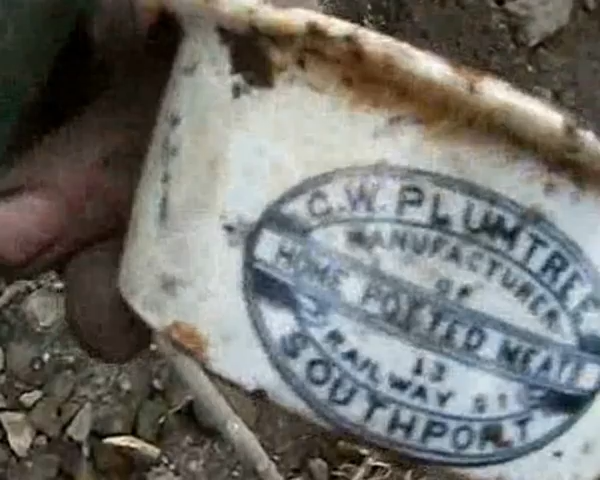 G.W. PLUMTREE
MANUFACTURER
OF
HOME POTTED MEATS
13
RAILWAY ST
SOUTHPORT